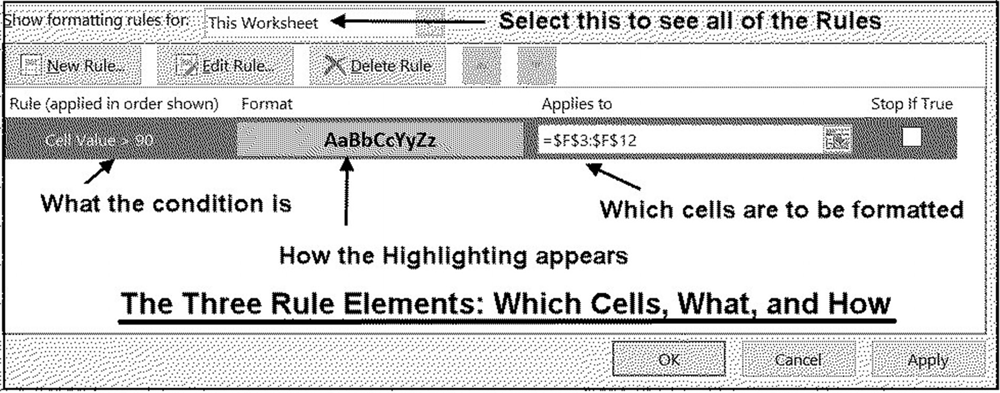 Show formatting rules for: This Worksheet Select this to see all of the Rules
New Rule... Edit Rule... Delete Rule
Rule (applied in order shown) Format Applies to Stop If True
Cell Value > 90 AaBbCcYyZz =$F$3:$F$12
What the condition is
Which cells are to be formatted
How the Highlighting appears
The Three Rule Elements: Which Cells, What, and How
OK Cancel Apply